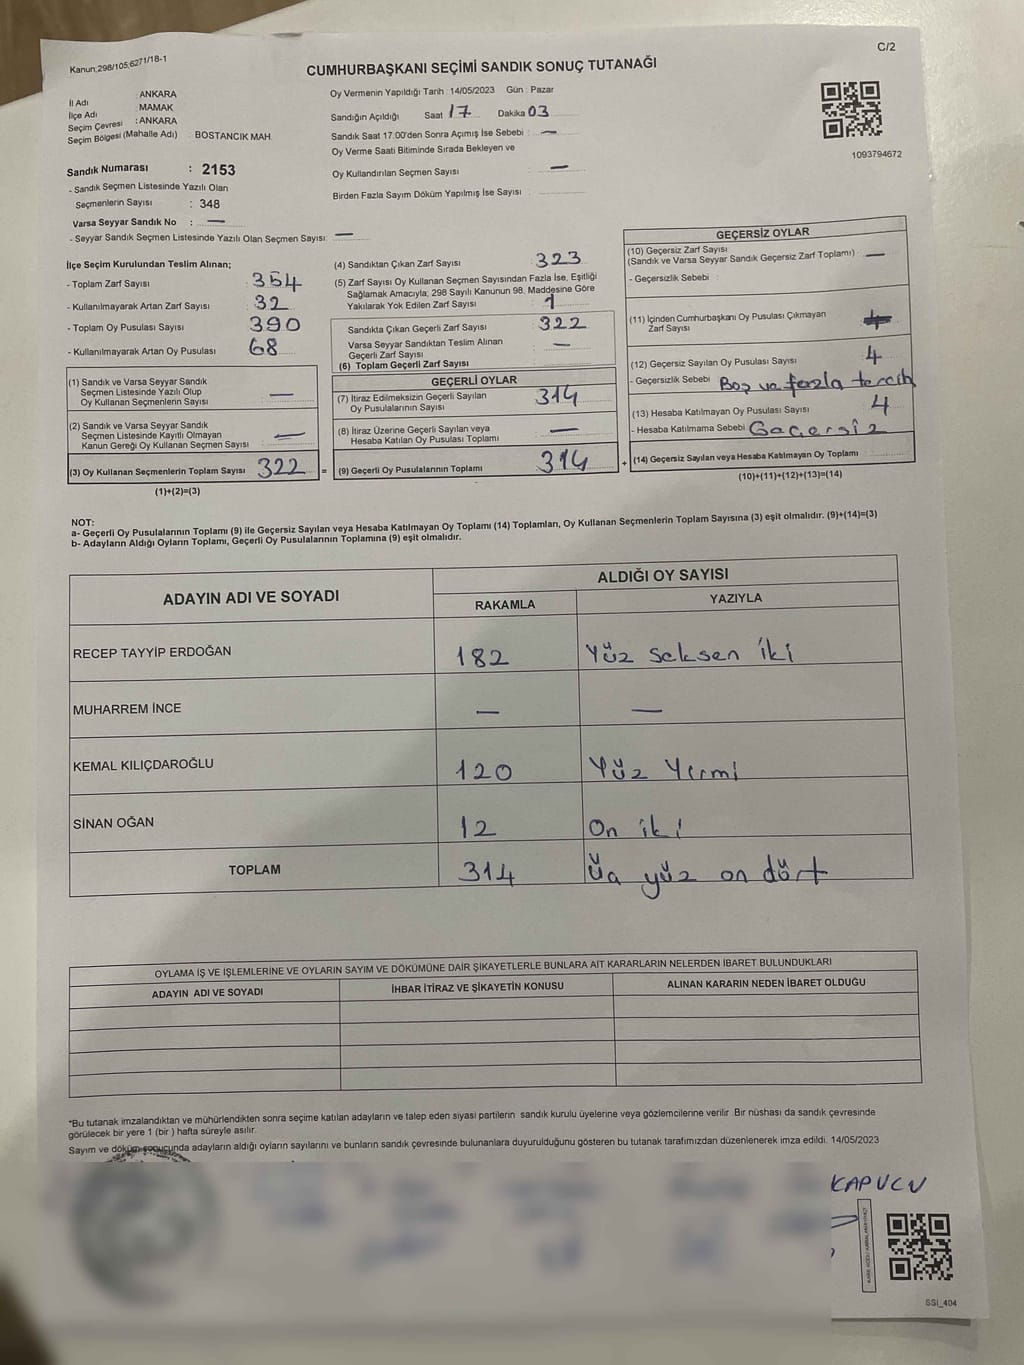 Kanun;298/105;6271/18-1
C/2
CUMHURBAŞKANI SEÇİMİ SANDIK SONUÇ TUTANAĞI
İl Adı : ANKARA
İlçe Adı : MAMAK
Seçim Çevresi : ANKARA
Seçim Bölgesi (Mahalle Adı) : BOSTANCIK MAH.
Oy Vermenin Yapıldığı Tarih : 14/05/2023 Gün : Pazar
Sandığın Açıldığı Saat 17 Dakika 03
Sandık Saat 17:00'den Sonra Açımış İse Sebebi : —
Oy Verme Saati Bitiminde Sırada Bekleyen ve
Oy Kullandırılan Seçmen Sayısı : —
Birden Fazla Sayım Döküm Yapılmış İse Sayısı :
1093794672
Sandık Numarası : 2153
- Sandık Seçmen Listesinde Yazılı Olan
Seçmenlerin Sayısı : 348
Varsa Seyyar Sandık No : —
- Seyyar Sandık Seçmen Listesinde Yazılı Olan Seçmen Sayısı: —
İlçe Seçim Kurulundan Teslim Alınan;
- Toplam Zarf Sayısı : 354
- Kullanılmayarak Artan Zarf Sayısı : 32
- Toplam Oy Pusulası Sayısı : 390
- Kullanılmayarak Artan Oy Pusulası : 68
(1) Sandık ve Varsa Seyyar Sandık
Seçmen Listesinde Yazılı Olup
Oy Kullanan Seçmenlerin Sayısı —
(2) Sandık ve Varsa Seyyar Sandık
Seçmen Listesinde Kayıtlı Olmayan
Kanun Gereği Oy Kullanan Seçmen Sayısı —
(3) Oy Kullanan Seçmenlerin Toplam Sayısı 322 =
(1)+(2)=(3)
(4) Sandıktan Çıkan Zarf Sayısı : 323
(5) Zarf Sayısı Oy Kullanan Seçmen Sayısından Fazla İse, Eşitliği
Sağlamak Amacıyla; 298 Sayılı Kanunun 98. Maddesine Göre
Yakılarak Yok Edilen Zarf Sayısı : 1
Sandıkta Çıkan Geçerli Zarf Sayısı : 322
Varsa Seyyar Sandıktan Teslim Alınan
Geçerli Zarf Sayısı : —
(6) Toplam Geçerli Zarf Sayısı
GEÇERLİ OYLAR
(7) İtiraz Edilmeksizin Geçerli Sayılan
Oy Pusulalarının Sayısı 314
(8) İtiraz Üzerine Geçerli Sayılan veya
Hesaba Katılan Oy Pusulası Toplamı —
(9) Geçerli Oy Pusulalarının Toplamı 314 +
GEÇERSİZ OYLAR
(10) Geçersiz Zarf Sayısı
(Sandık ve Varsa Seyyar Sandık Geçersiz Zarf Toplamı) —
- Geçersizlik Sebebi :
(11) İçinden Cumhurbaşkanı Oy Pusulası Çıkmayan
Zarf Sayısı
(12) Geçersiz Sayılan Oy Pusulası Sayısı 4
- Geçersizlik Sebebi Boş ve fazla tercih
(13) Hesaba Katılmayan Oy Pusulası Sayısı 4
- Hesaba Katılmama Sebebi Geçersiz
(14) Geçersiz Sayılan veya Hesaba Katılmayan Oy Toplamı
(10)+(11)+(12)+(13)=(14)
NOT:
a- Geçerli Oy Pusulalarının Toplamı (9) ile Geçersiz Sayılan veya Hesaba Katılmayan Oy Toplamı (14) Toplamları, Oy Kullanan Seçmenlerin Toplam Sayısına (3) eşit olmalıdır. (9)+(14)=(3)
b- Adayların Aldığı Oyların Toplamı, Geçerli Oy Pusulalarının Toplamına (9) eşit olmalıdır.
ADAYIN ADI VE SOYADI
ALDIĞI OY SAYISI
RAKAMLA YAZIYLA
RECEP TAYYİP ERDOĞAN 182 Yüz seksen iki
MUHARREM İNCE — —
KEMAL KILIÇDAROĞLU 120 Yüz Yirmi
SİNAN OĞAN 12 On iki
TOPLAM 314 Üç yüz on dört
OYLAMA İŞ VE İŞLEMLERİNE VE OYLARIN SAYIM VE DÖKÜMÜNE DAİR ŞİKAYETLERLE BUNLARA AİT KARARLARIN NELERDEN İBARET BULUNDUKLARI
ADAYIN ADI VE SOYADI İHBAR İTİRAZ VE ŞİKAYETİN KONUSU ALINAN KARARIN NEDEN İBARET OLDUĞU
*Bu tutanak imzalandıktan ve mühürlendikten sonra seçime katılan adayların ve talep eden siyasi partilerin sandık kurulu üyelerine veya gözlemcilerine verilir Bir nüshası da sandık çevresinde
görülecek bir yere 1 (bir ) hafta süreyle asılır.
Sayım ve döküm sonucunda adayların aldığı oyların sayılarını ve bunların sandık çevresinde bulunanlara duyurulduğunu gösteren bu tutanak tarafımızdan düzenlenerek imza edildi. 14/05/2023
KAPUCU
SSI_404